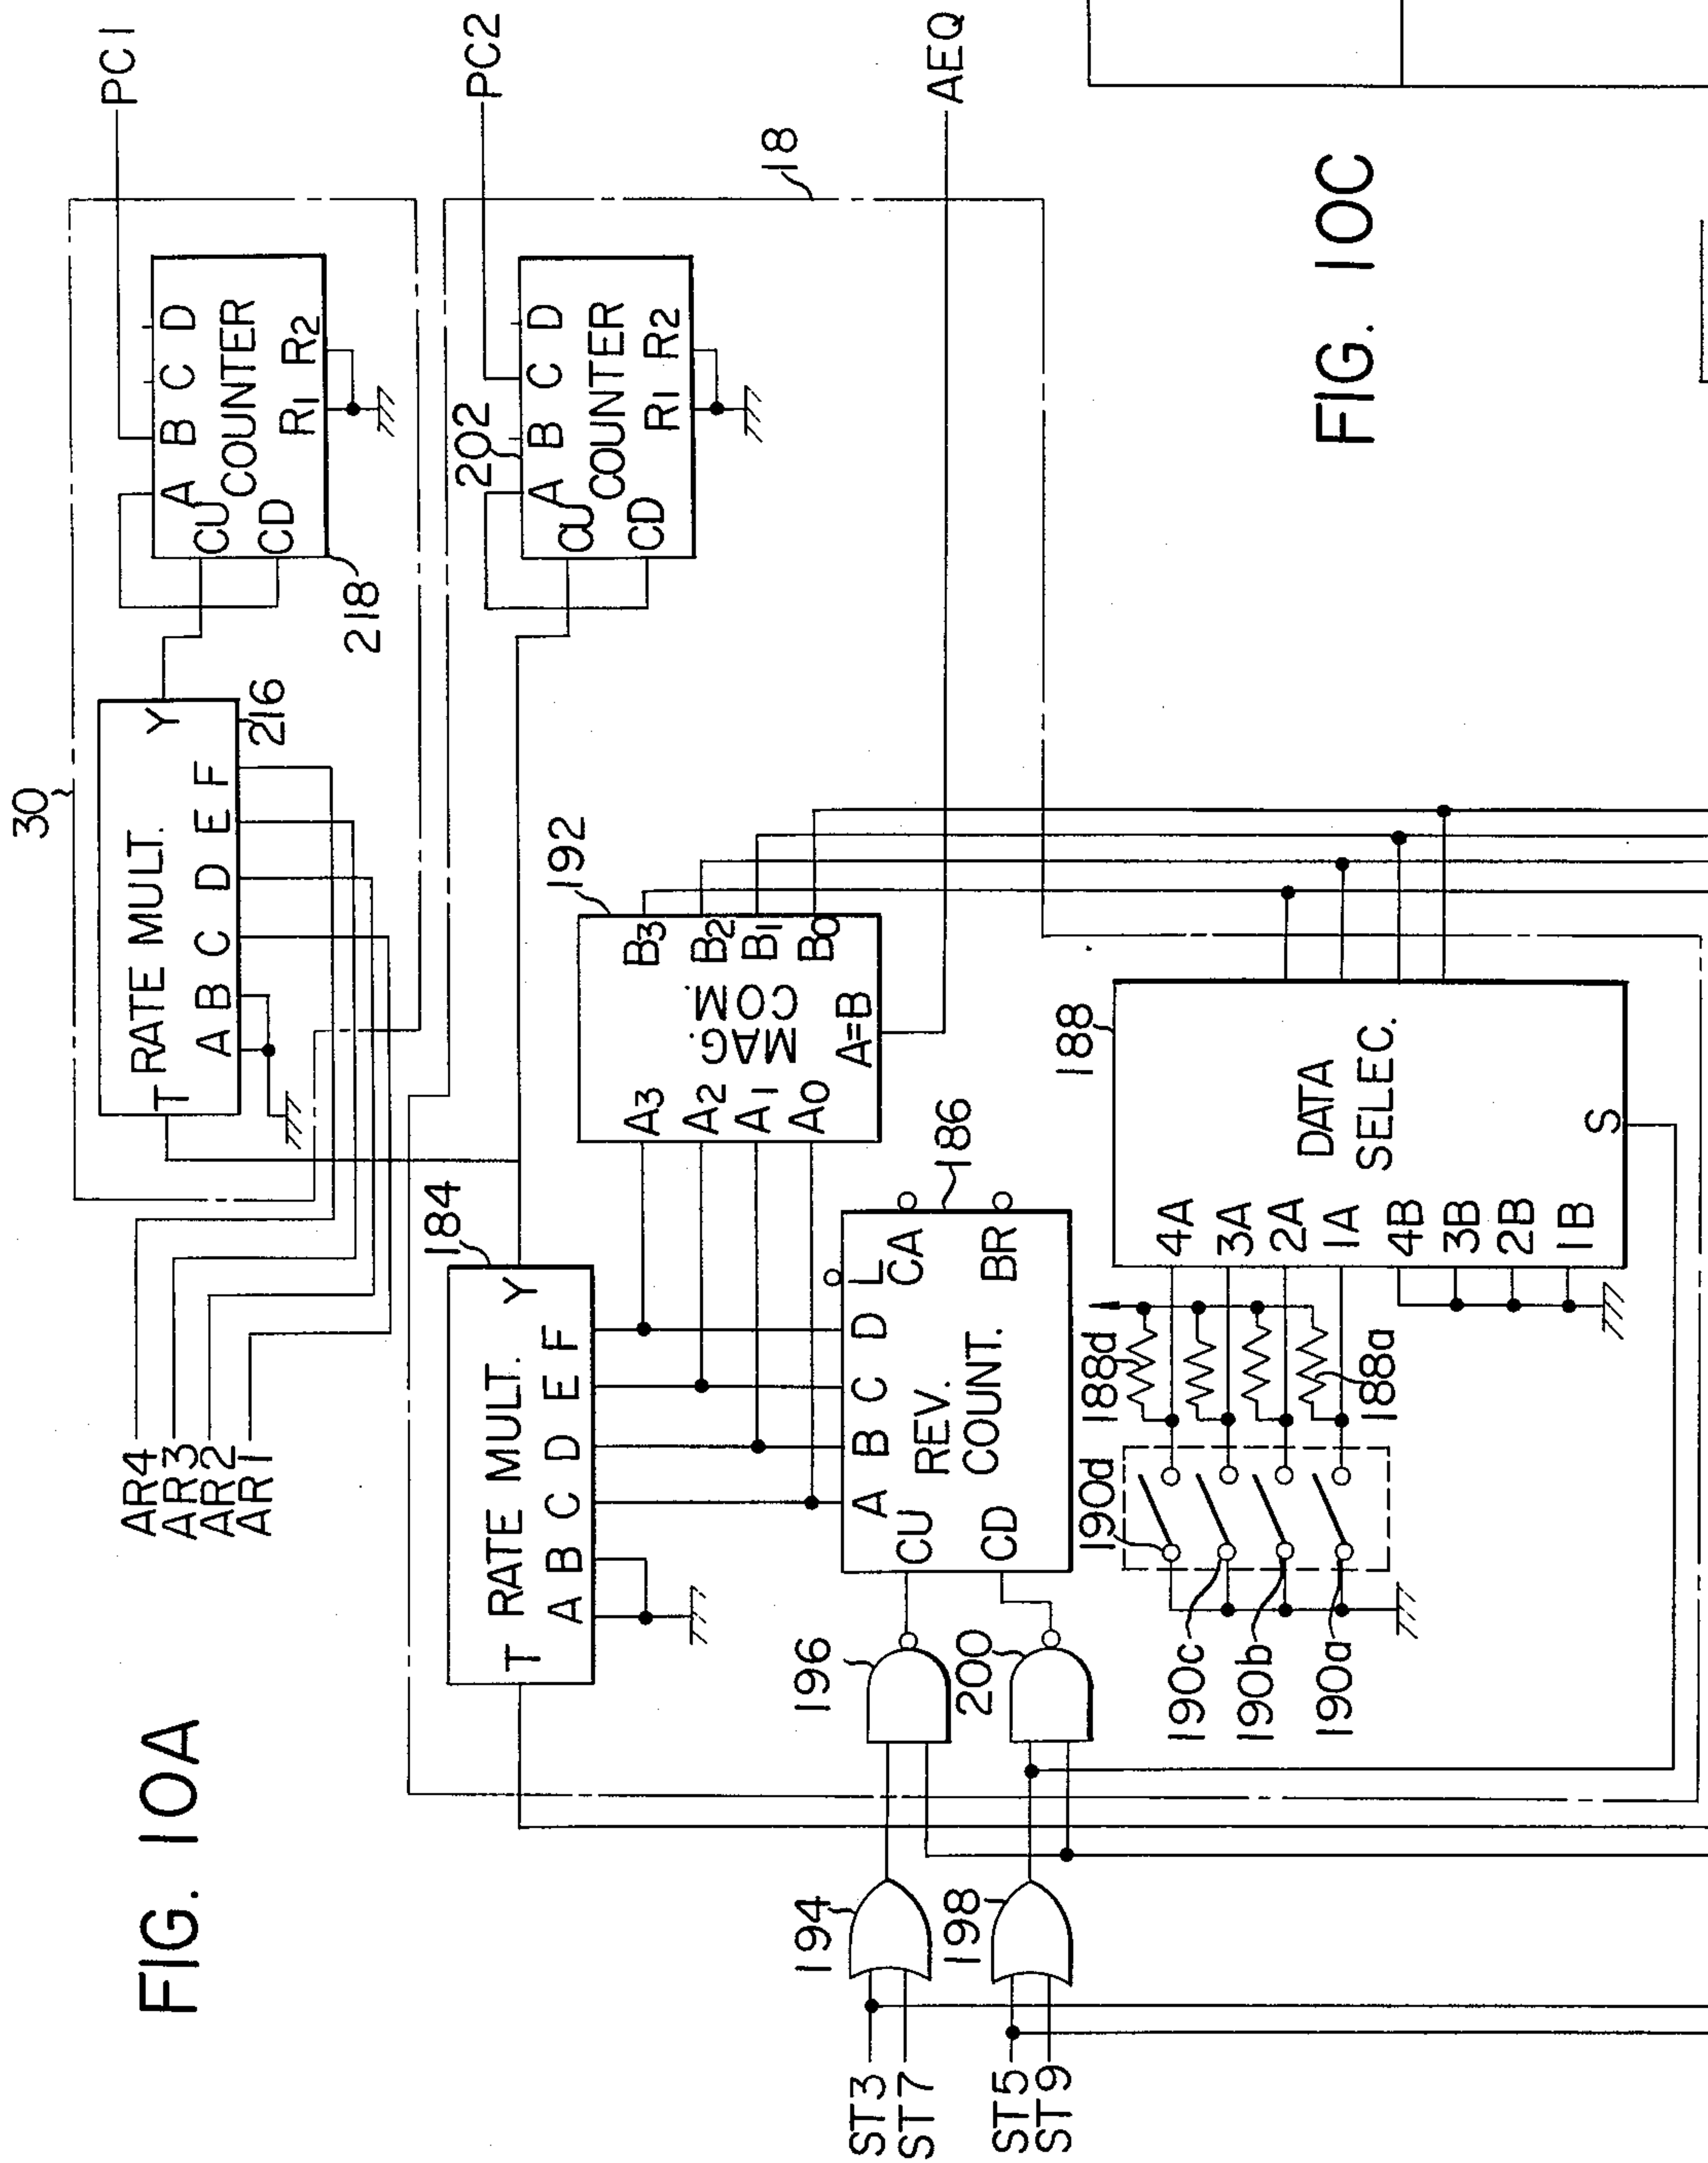 FIG. 10A
30
PC1
RATE MULT.
T Y
A B C D E F
216
A B C D
CU COUNTER
CD R1 R2
218
AR4
AR3
AR2
AR1
PC2
18
184
RATE MULT.
T Y
A B C D E F
202
A B C D
CU COUNTER
CD R1 R2
192
A3 B3
A2 B2
A1 B1
A0 B0
MAG. COM.
A=B
AEQ
186
A B C D L
CU CA
REV. COUNT.
CD BR
194
196
198
200
ST3
ST7
ST5
ST9
188
4A
3A
2A
1A
4B
3B
2B
1B
DATA
SELEC.
S
188d
188a
190d
190c
190b
190a
FIG. 10C